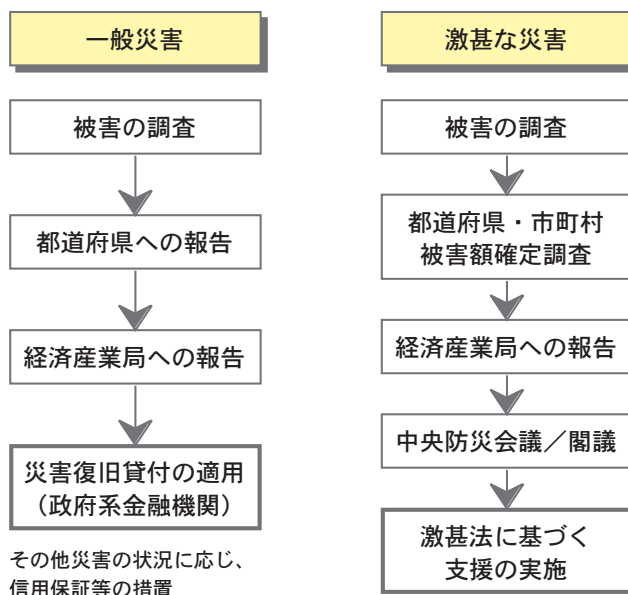 一般災害
被害の調査
都道府県への報告
経済産業局への報告
災害復旧貸付の適用
（政府系金融機関）
その他災害の状況に応じ、
信用保証等の措置
激甚な災害
被害の調査
都道府県・市町村
被害額確定調査
経済産業局への報告
中央防災会議／閣議
激甚法に基づく
支援の実施